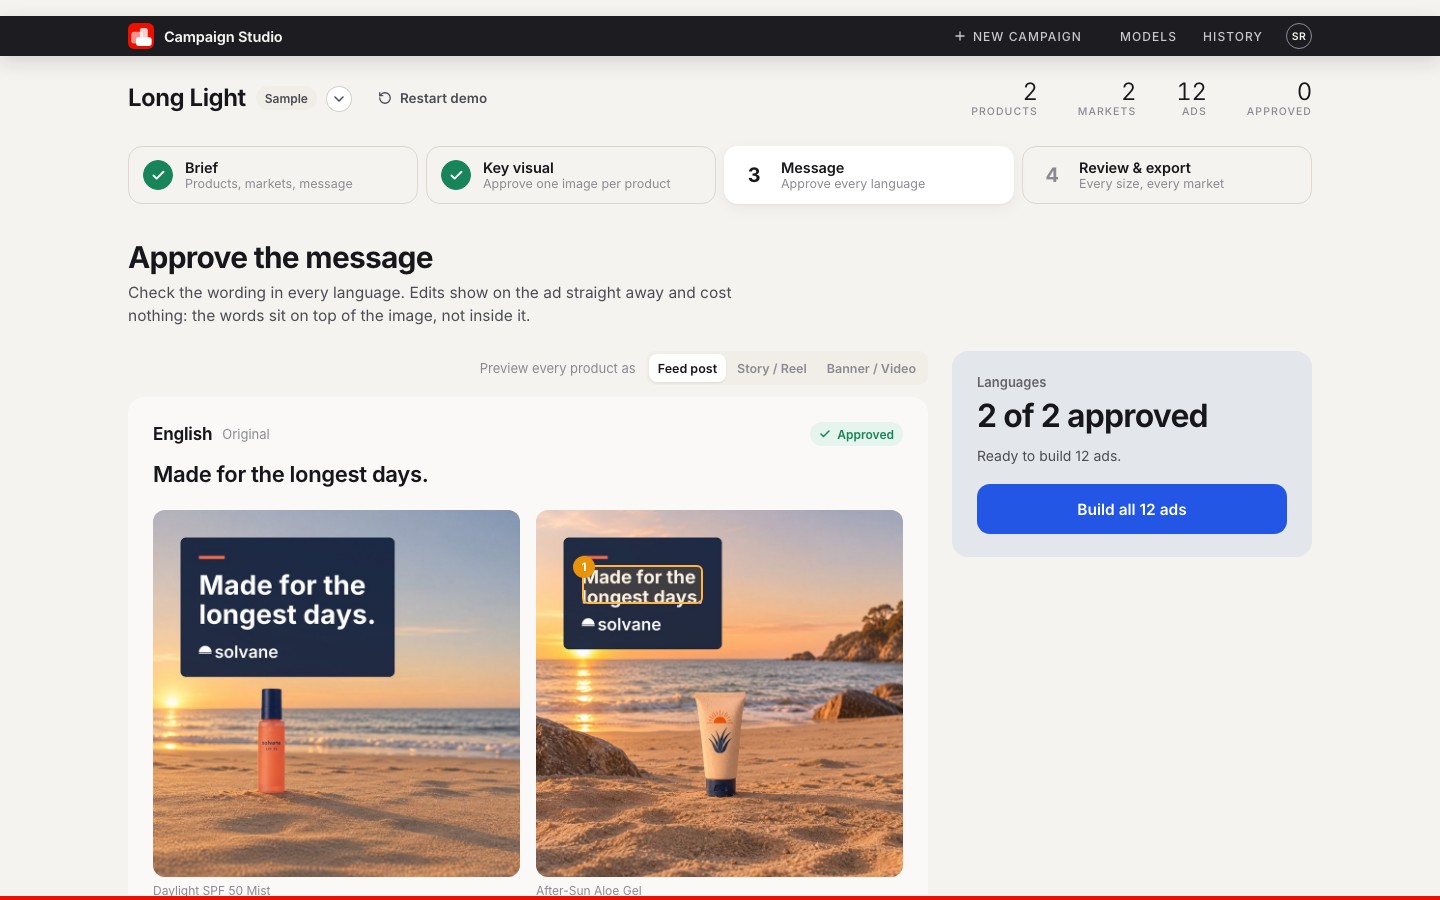 Campaign Studio
+ NEW CAMPAIGN
MODELS
HISTORY
SR
Long Light
Sample
Restart demo
2
PRODUCTS
2
MARKETS
12
ADS
0
APPROVED
Brief
Products, markets, message
Key visual
Approve one image per product
3
Message
Approve every language
4
Review & export
Every size, every market
Approve the message
Check the wording in every language. Edits show on the ad straight away and cost
nothing: the words sit on top of the image, not inside it.
Preview every product as
Feed post
Story / Reel
Banner / Video
English
Original
Approved
Made for the longest days.
Made for the
longest days.
solvane
solvane
1
Made for the
longest days.
solvane
Daylight SPF 50 Mist
After-Sun Aloe Gel
Languages
2 of 2 approved
Ready to build 12 ads.
Build all 12 ads